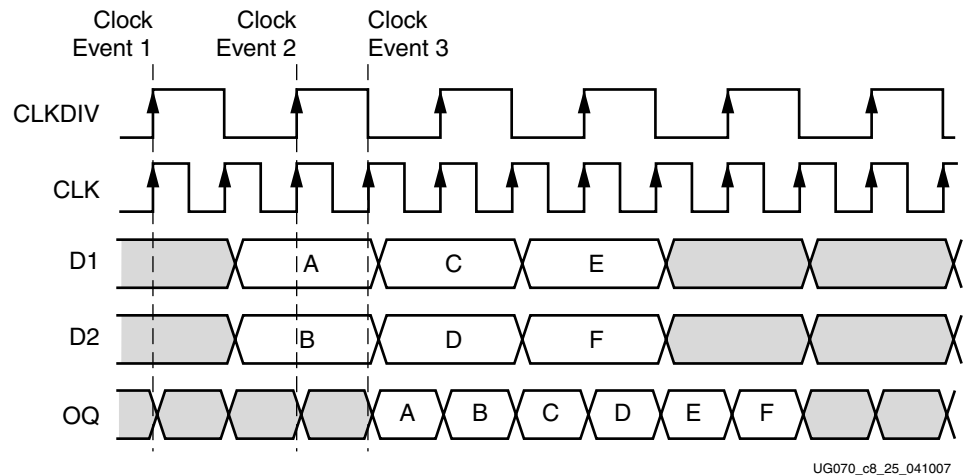 Clock Event 1
Clock Event 2
Clock Event 3
CLKDIV
CLK
D1 A C E
D2 B D F
OQ A B C D E F
UG070_c8_25_041007